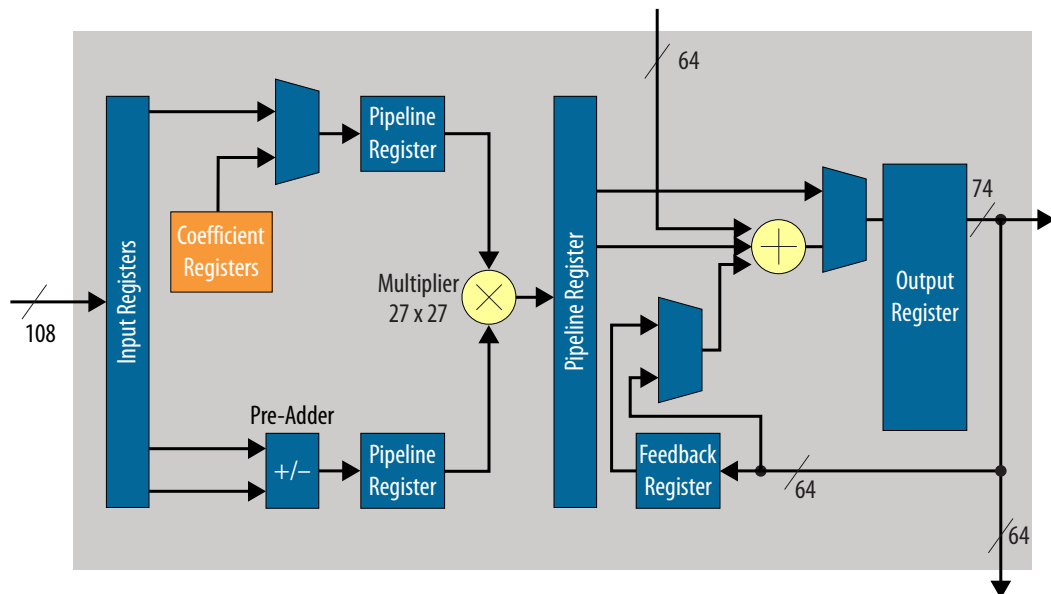 64
Pipeline
Register
Coefficient
Registers
Input Registers
108
Multiplier
27 x 27
Pipeline Register
74
Output
Register
Pre-Adder
+/−
Pipeline
Register
Feedback
Register
64
64